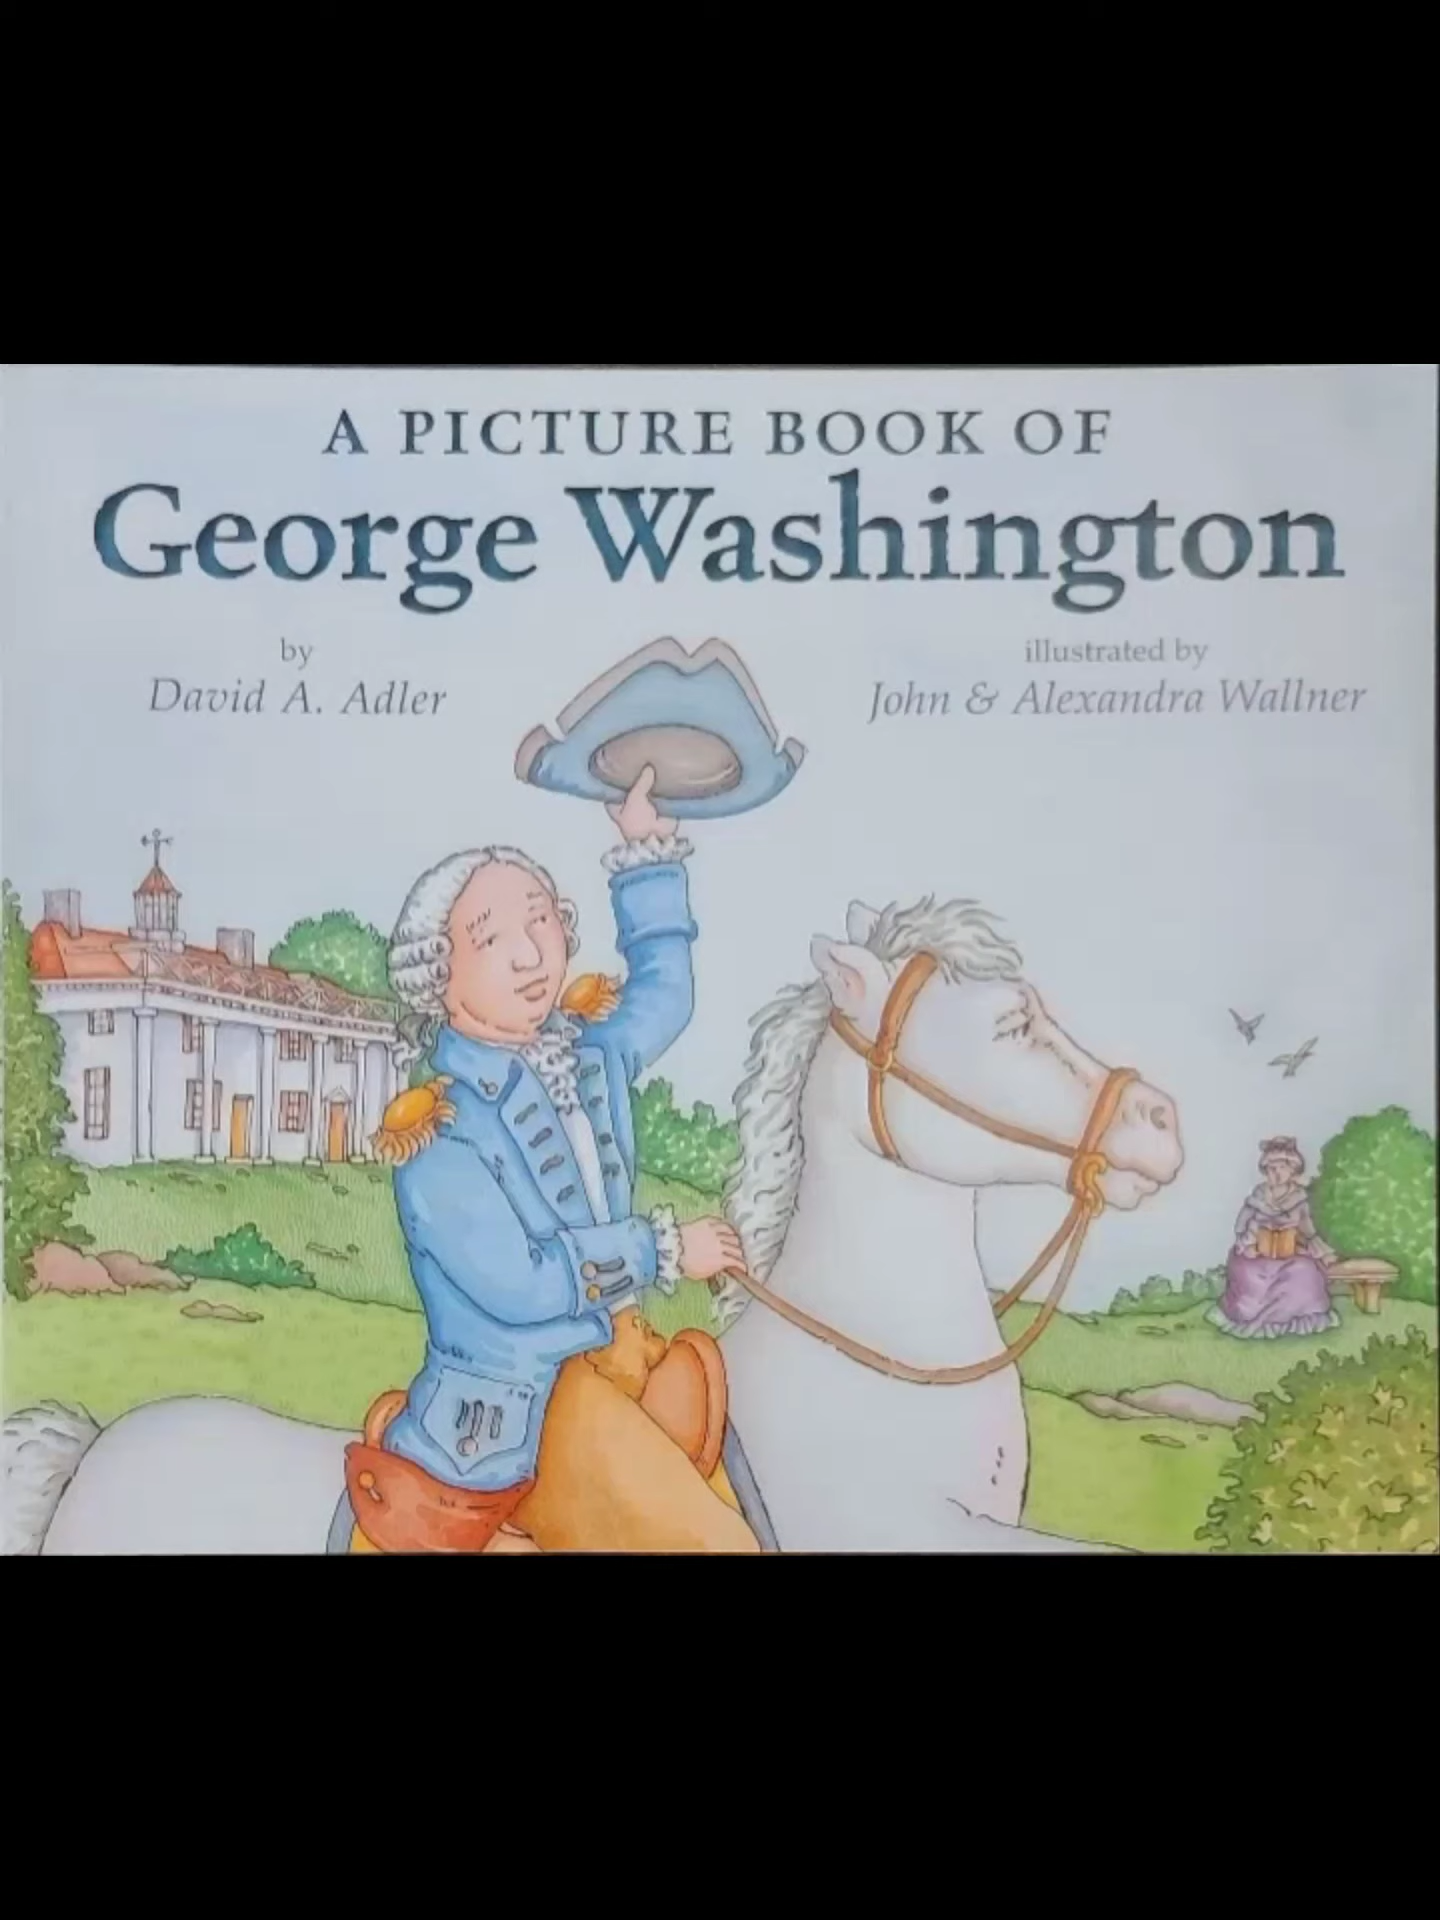 A PICTURE BOOK OF
George Washington
by
David A. Adler
illustrated by
John & Alexandra Wallner